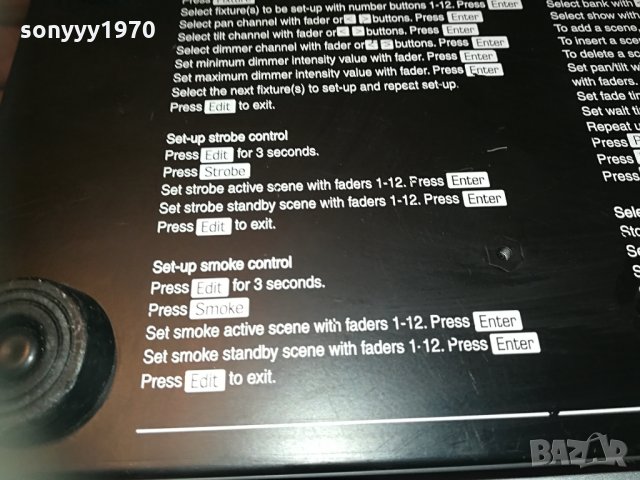 sonyyy1970
Press Fixture
Select fixture(s) to be set-up with number buttons 1-12. Press Enter
Select pan channel with fader or < > buttons. Press Enter
Select tilt channel with fader or < > buttons. Press Enter
Select dimmer channel with fader or < > buttons. Press Enter
Set minimum dimmer intensity value with fader. Press Enter
Set maximum dimmer intensity value with fader. Press Enter
Select the next fixture(s) to set-up and repeat set-up.
Press Edit to exit.
Set-up strobe control
Press Edit for 3 seconds.
Press Strobe
Set strobe active scene with faders 1-12. Press Enter
Set strobe standby scene with faders 1-12. Press Enter
Press Edit to exit.
Set-up smoke control
Press Edit for 3 seconds.
Press Smoke
Set smoke active scene with faders 1-12. Press Enter
Set smoke standby scene with faders 1-12. Press Enter
Press Edit to exit.
Select bank with
Select show with
To add a scene,
To insert a scen
To delete a sce
Set pan/tilt w
with faders.
Set fade tim
Set wait ti
Repeat u
Press
Press
Press
Sele
Sto
BAZAR